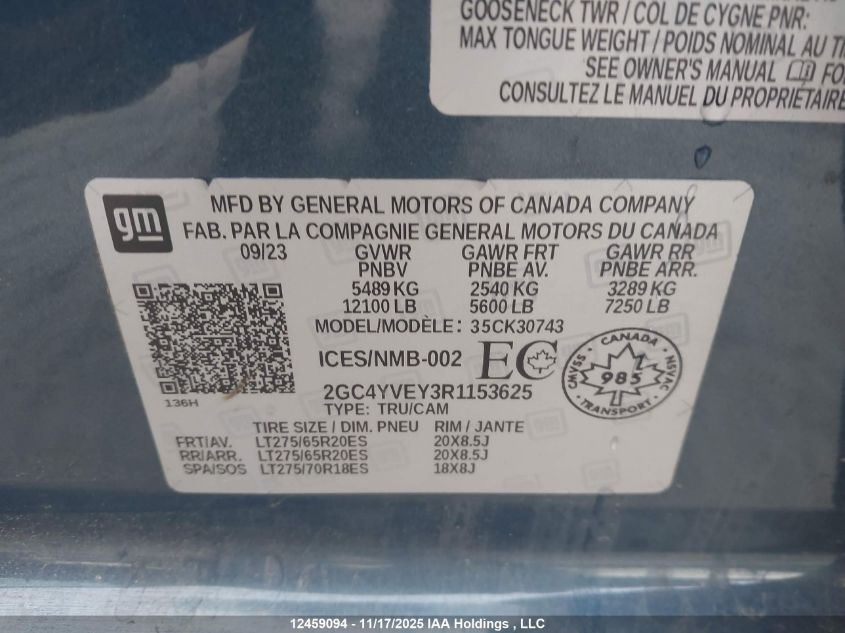 GOOSENECK TWR / COL DE CYGNE PNR:
MAX TONGUE WEIGHT / POIDS NOMINAL AU TI
SEE OWNER'S MANUAL FO
CONSULTEZ LE MANUEL DU PROPRIÉTAIRE
gm
MFD BY GENERAL MOTORS OF CANADA COMPANY
FAB. PAR LA COMPAGNIE GENERAL MOTORS DU CANADA
09/23 GVWR GAWR FRT GAWR RR
PNBV PNBE AV. PNBE ARR.
5489 KG 2540 KG 3289 KG
12100 LB 5600 LB 7250 LB
MODEL/MODÈLE: 35CK30743
ICES/NMB-002 EC
CANADA
CMVSS 985 NSVAC
TRANSPORT
2GC4YVEY3R1153625
136H
TYPE: TRU/CAM
TIRE SIZE / DIM. PNEU RIM / JANTE
FRT/AV. LT275/65R20ES 20X8.5J
RR/ARR. LT275/65R20ES 20X8.5J
SPA/SOS LT275/70R18ES 18X8J
12459094 - 11/17/2025 IAA Holdings , LLC